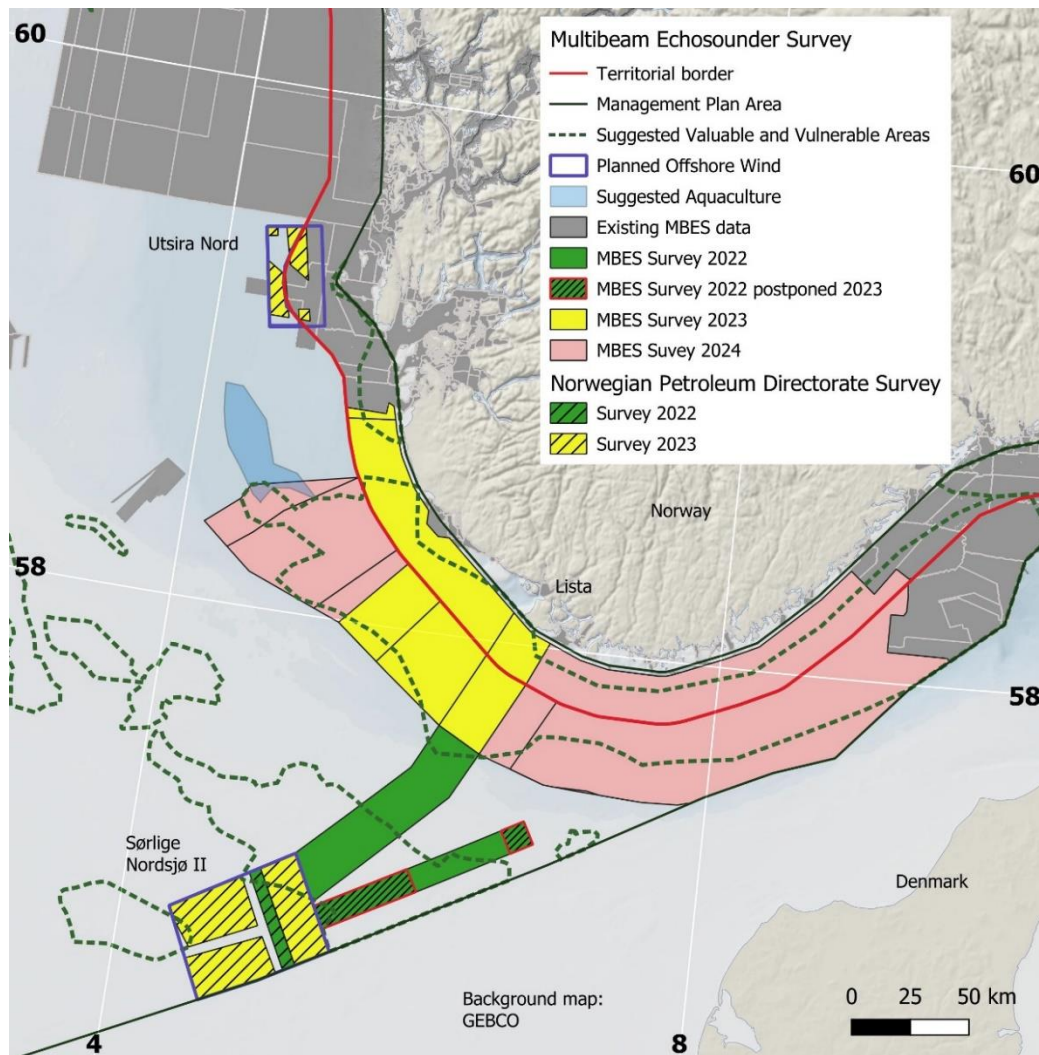 60
Multibeam Echosounder Survey
Territorial border
Management Plan Area
Suggested Valuable and Vulnerable Areas
Planned Offshore Wind
Suggested Aquaculture
Existing MBES data
MBES Survey 2022
MBES Survey 2022 postponed 2023
MBES Survey 2023
MBES Suvey 2024
Norwegian Petroleum Directorate Survey
Survey 2022
Survey 2023
60
Utsira Nord
Norway
58
Lista
58
Sørlige
Nordsjø II
Denmark
Background map:
GEBCO
0 25 50 km
4
8